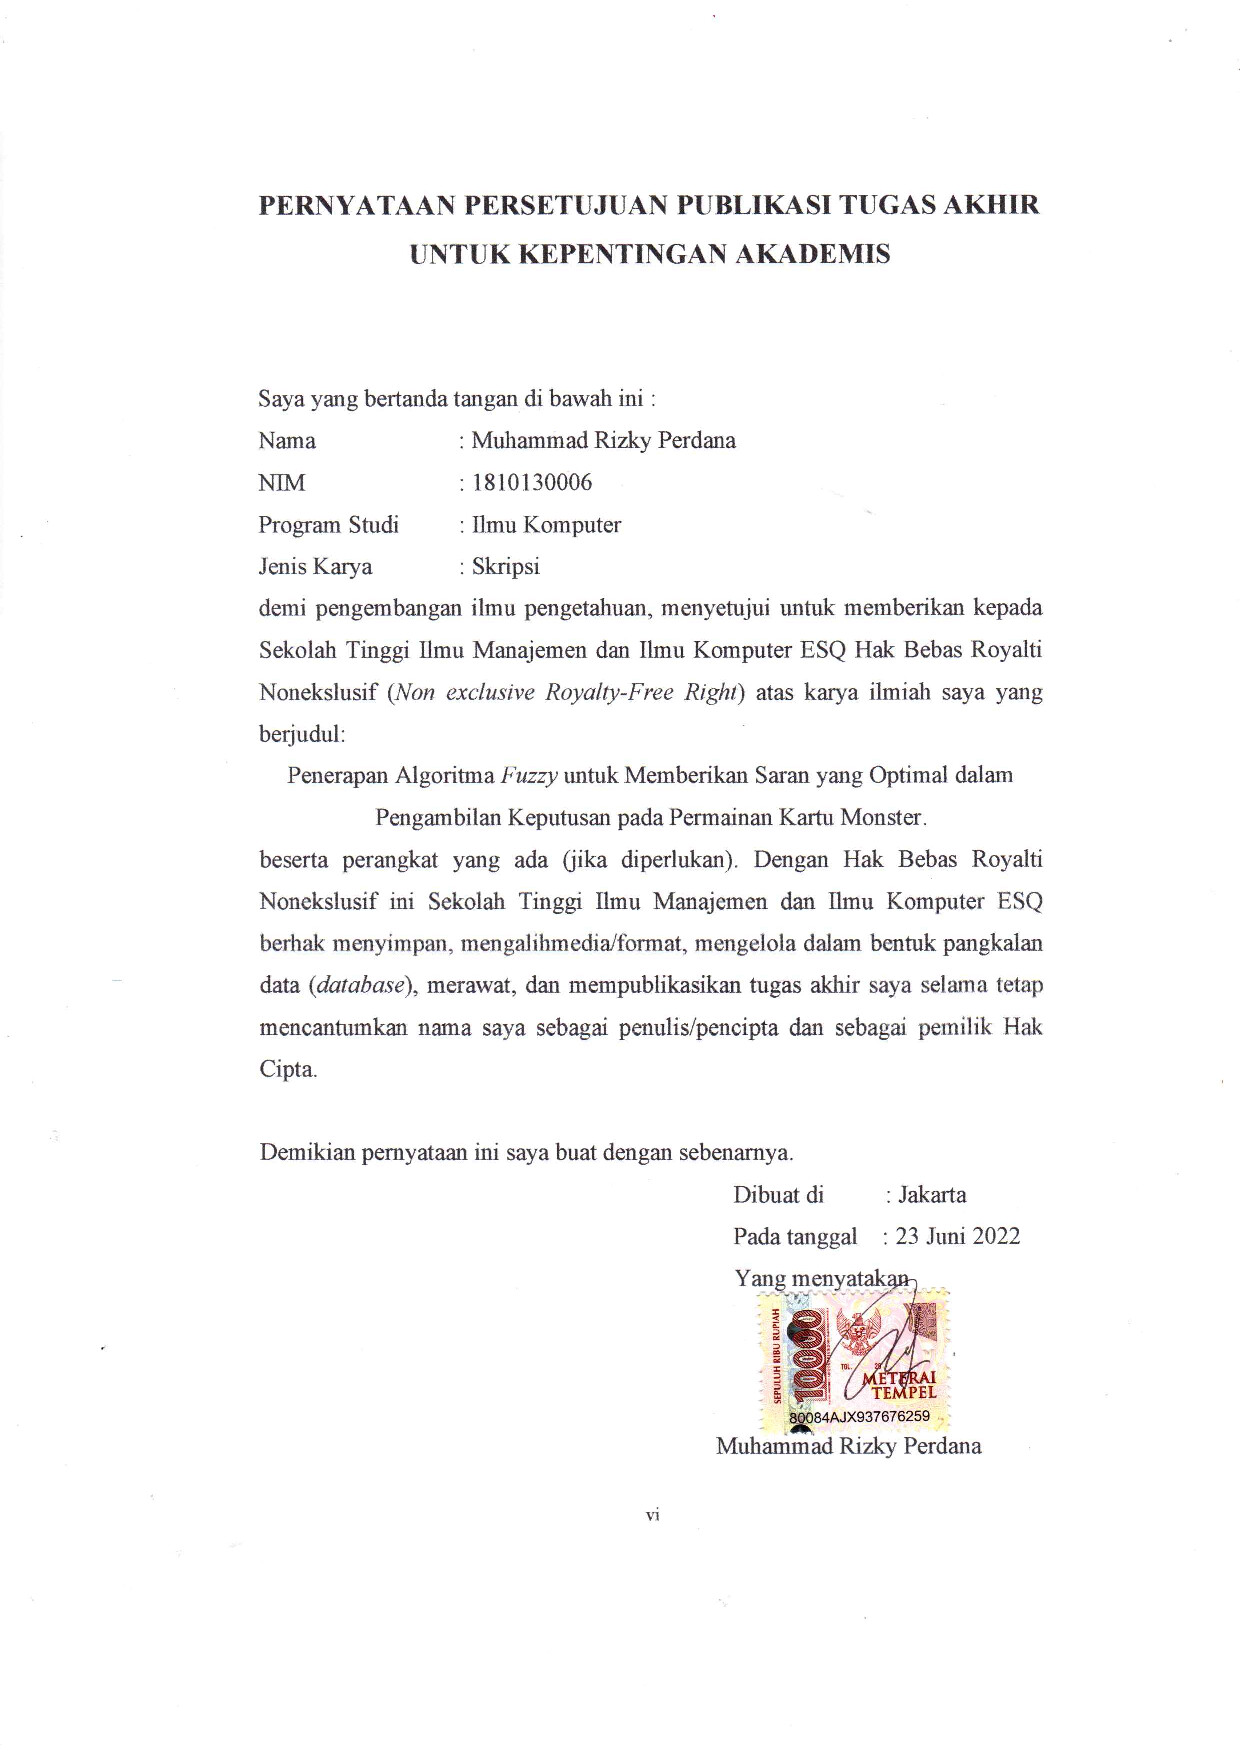 PERNYATAAN PERSETUJUAN PUBLIKASI TUGAS AKHIR
UNTUK KEPENTINGAN AKADEMIS
Saya yang bertanda tangan di bawah ini :
Nama : Muhammad Rizky Perdana
NIM : 1810130006
Program Studi : Ilmu Komputer
Jenis Karya : Skripsi
demi pengembangan ilmu pengetahuan, menyetujui untuk memberikan kepada
Sekolah Tinggi Ilmu Manajemen dan Ilmu Komputer ESQ Hak Bebas Royalti
Nonekslusif (Non exclusive Royalty-Free Right) atas karya ilmiah saya yang
berjudul:
Penerapan Algoritma Fuzzy untuk Memberikan Saran yang Optimal dalam
Pengambilan Keputusan pada Permainan Kartu Monster.
beserta perangkat yang ada (jika diperlukan). Dengan Hak Bebas Royalti
Nonekslusif ini Sekolah Tinggi Ilmu Manajemen dan Ilmu Komputer ESQ
berhak menyimpan, mengalihmedia/format, mengelola dalam bentuk pangkalan
data (database), merawat, dan mempublikasikan tugas akhir saya selama tetap
mencantumkan nama saya sebagai penulis/pencipta dan sebagai pemilik Hak
Cipta.
Demikian pernyataan ini saya buat dengan sebenarnya.
Dibuat di : Jakarta
Pada tanggal : 23 Juni 2022
Yang menyatakan
SEPULUH RIBU RUPIAH
10000
TGL.
METERAI
TEMPEL
80084AJX937676259
Muhammad Rizky Perdana
vi